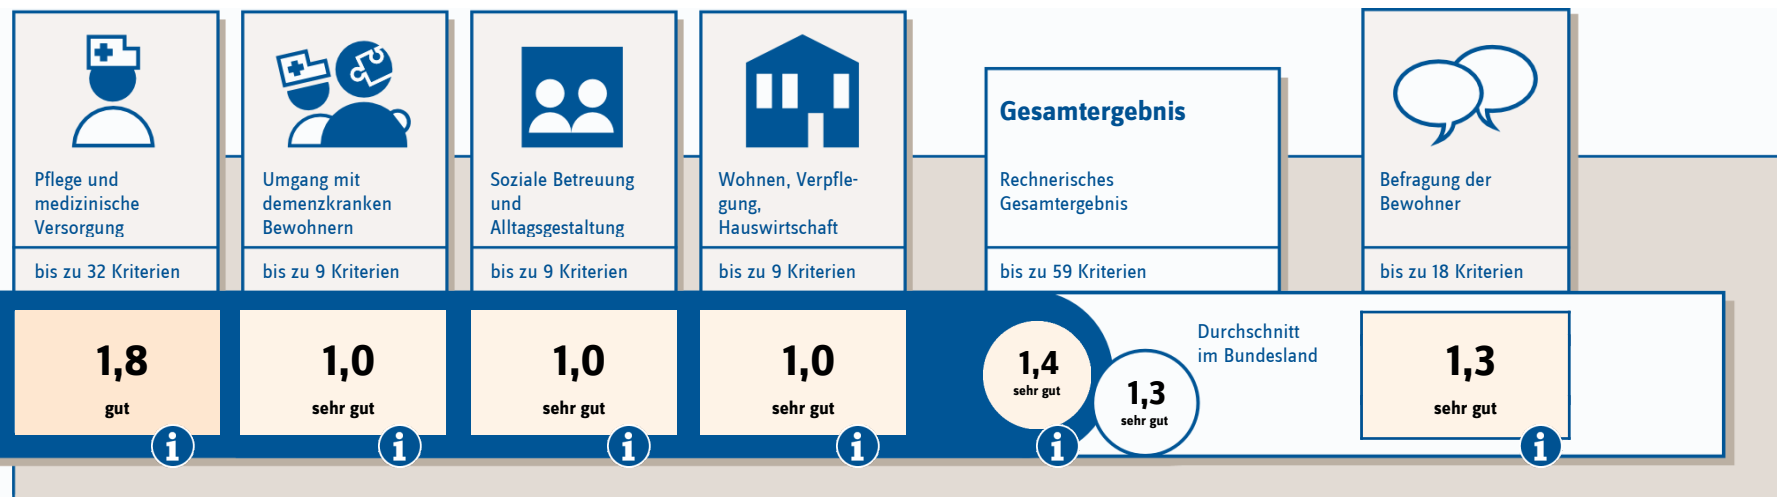 Pflege und
medizinische
Versorgung
bis zu 32 Kriterien
1,8
gut
Umgang mit
demenzkranken
Bewohnern
bis zu 9 Kriterien
1,0
sehr gut
Soziale Betreuung
und
Alltagsgestaltung
bis zu 9 Kriterien
1,0
sehr gut
Wohnen, Verpfle-
gung,
Hauswirtschaft
bis zu 9 Kriterien
1,0
sehr gut
Gesamtergebnis
Rechnerisches
Gesamtergebnis
bis zu 59 Kriterien
1,4
sehr gut
1,3
sehr gut
Durchschnitt
im Bundesland
Befragung der
Bewohner
bis zu 18 Kriterien
1,3
sehr gut